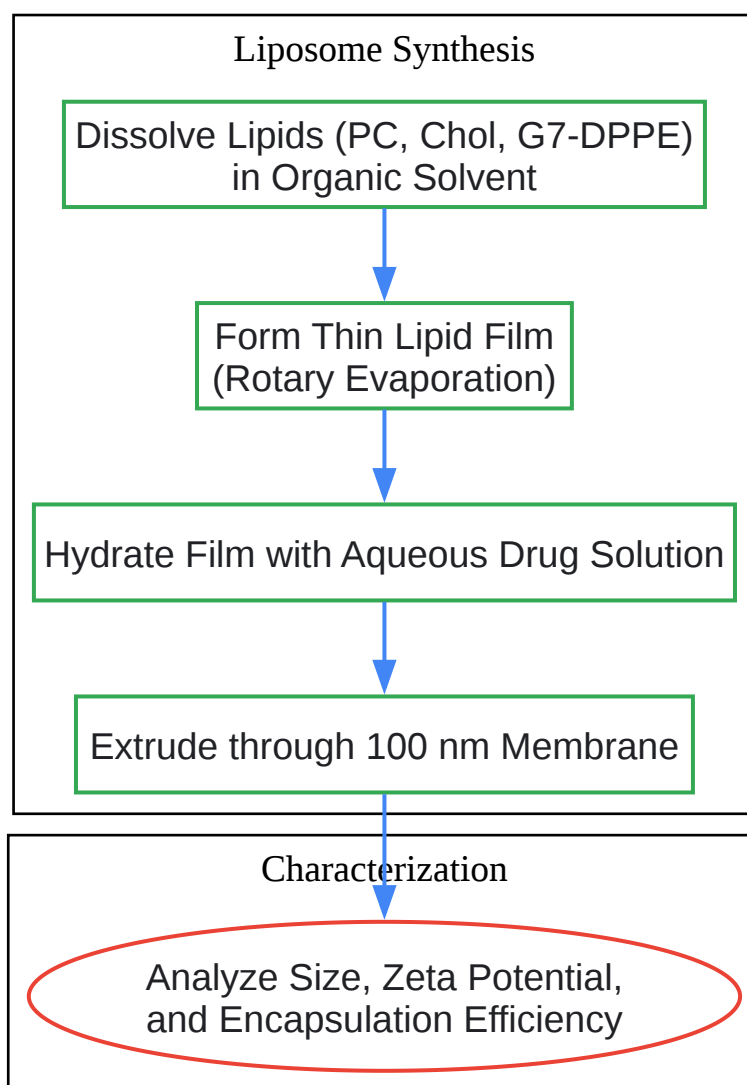 Liposome Synthesis
Dissolve Lipids (PC, Chol, G7-DPPE)
in Organic Solvent
Form Thin Lipid Film
(Rotary Evaporation)
Hydrate Film with Aqueous Drug Solution
Extrude through 100 nm Membrane
Characterization
Analyze Size, Zeta Potential,
and Encapsulation Efficiency